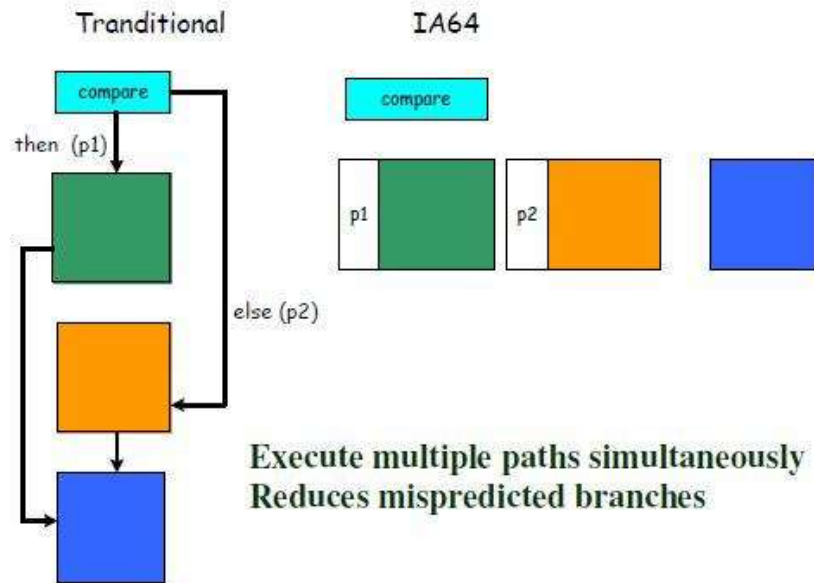 Tranditional
IA64
compare
compare
then (p1)
p1
p2
else (p2)
Execute multiple paths simultaneously
Reduces mispredicted branches